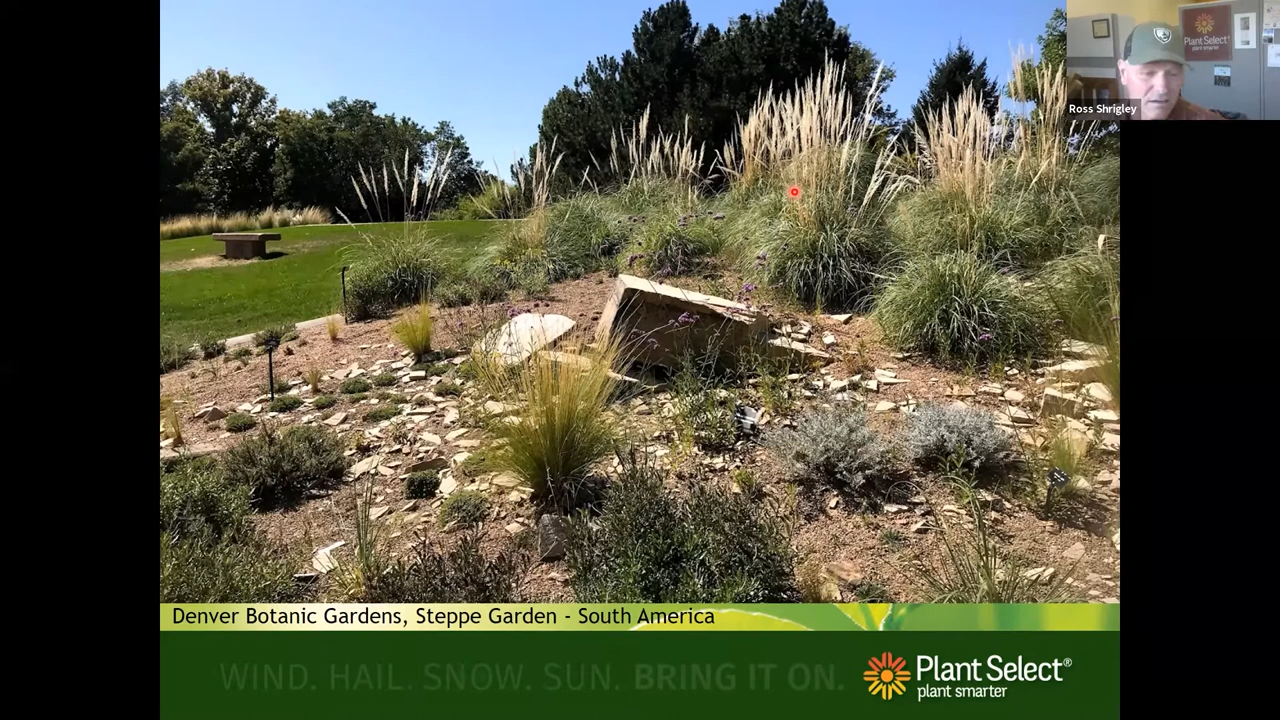 Plant Select
plant smarter
Ross Shrigley
Denver Botanic Gardens, Steppe Garden - South America
WIND. HAIL. SNOW. SUN. BRING IT ON.
Plant Select®
plant smarter